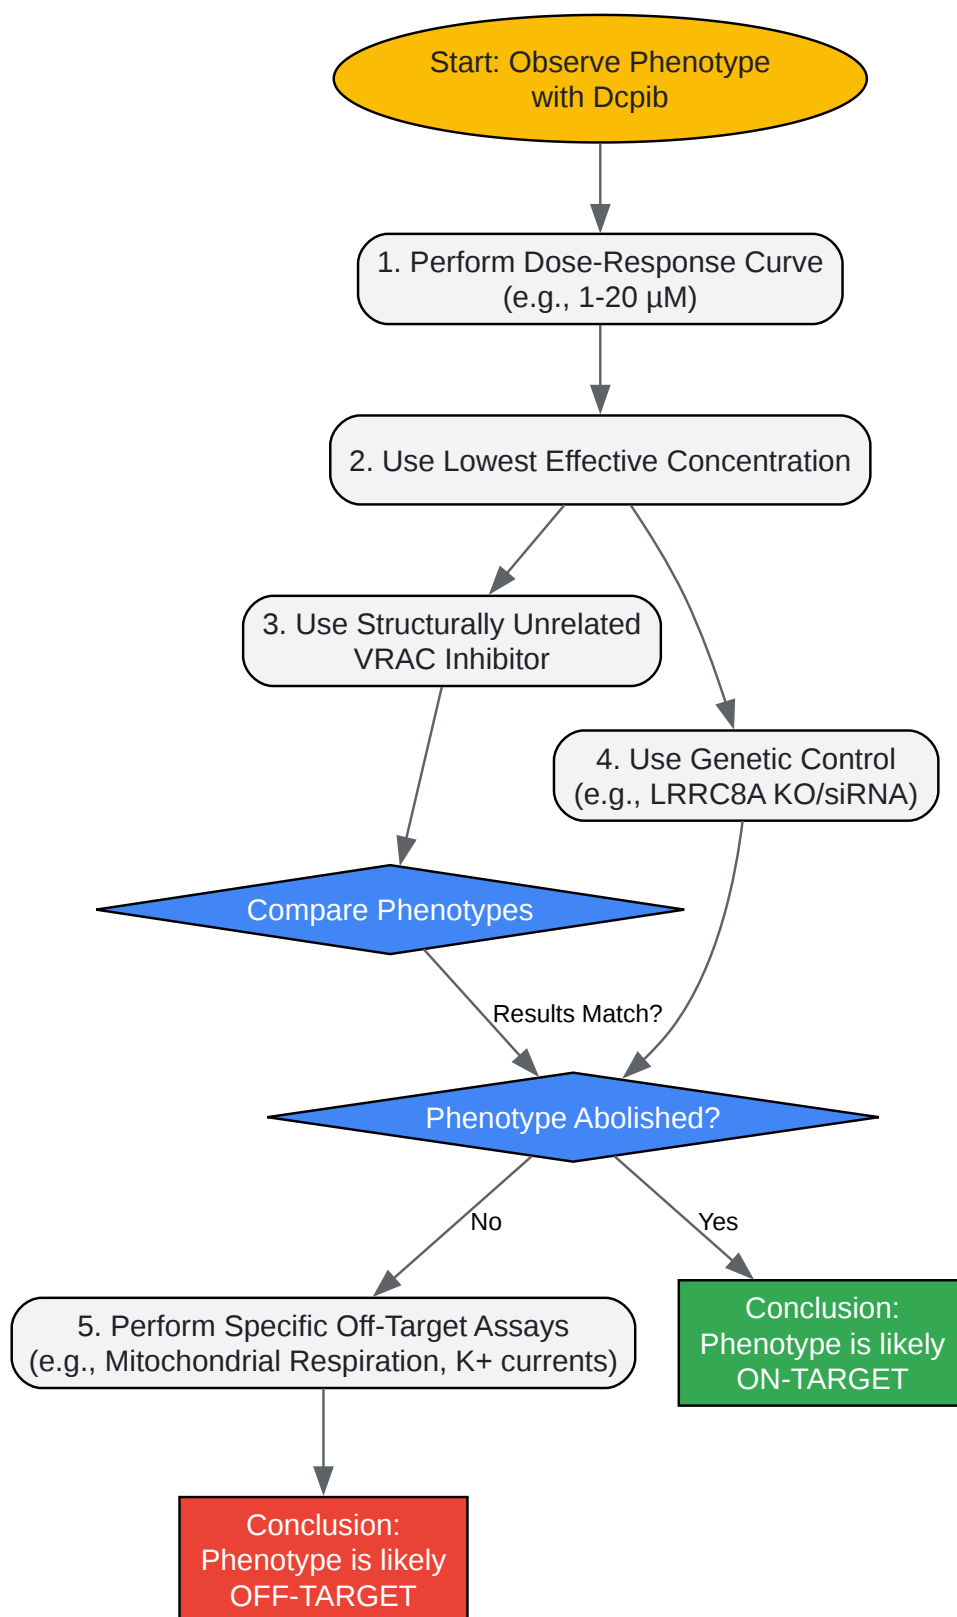 Start: Observe Phenotype
with Dcpib
1. Perform Dose-Response Curve
(e.g., 1-20 µM)
2. Use Lowest Effective Concentration
3. Use Structurally Unrelated
VRAC Inhibitor
4. Use Genetic Control
(e.g., LRRC8A KO/siRNA)
Compare Phenotypes
Results Match?
Phenotype Abolished?
No
Yes
5. Perform Specific Off-Target Assays
(e.g., Mitochondrial Respiration, K+ currents)
Conclusion:
Phenotype is likely
ON-TARGET
Conclusion:
Phenotype is likely
OFF-TARGET